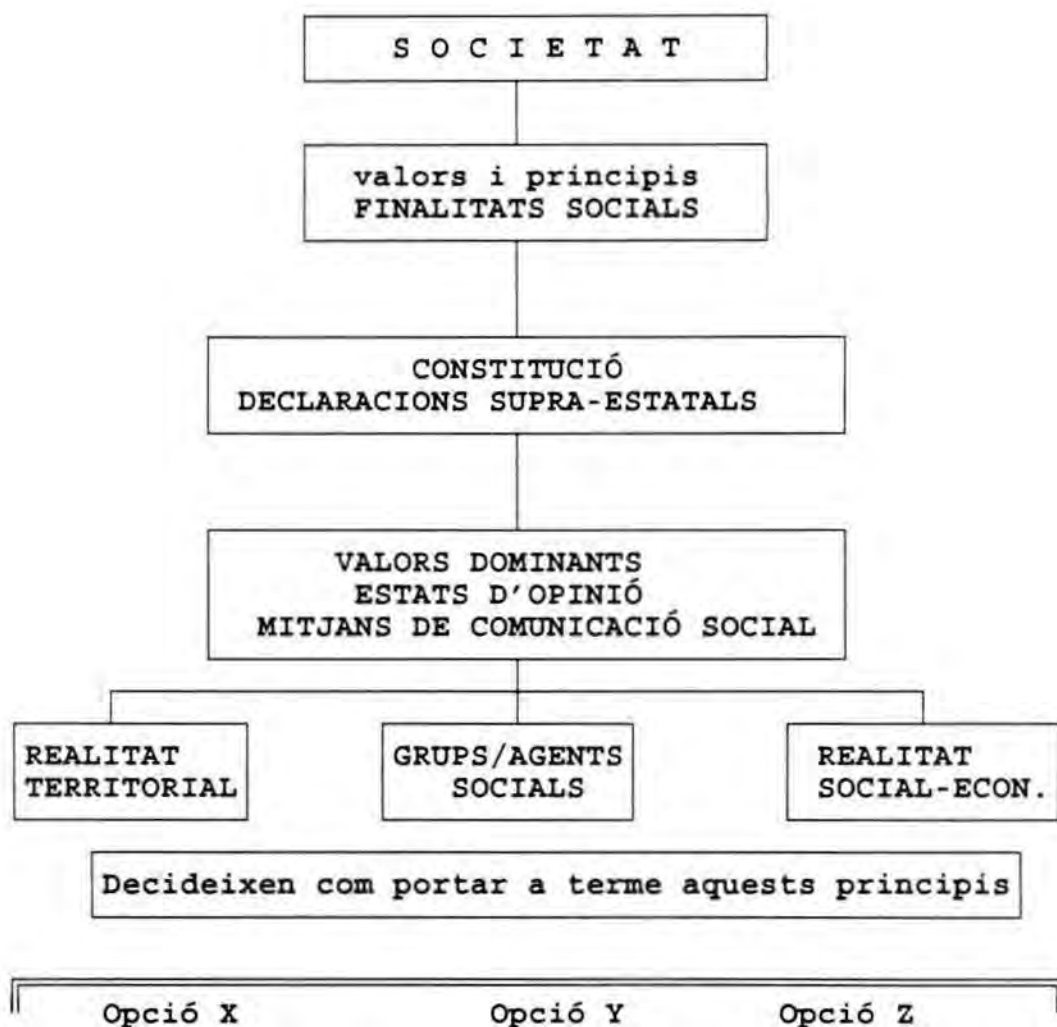 S O C I E T A T
valors i principis
FINALITATS SOCIALS
CONSTITUCIÓ
DECLARACIONS SUPRA-ESTATALS
VALORS DOMINANTS
ESTATS D'OPINIÓ
MITJANS DE COMUNICACIÓ SOCIAL
REALITAT
TERRITORIAL
GRUPS/AGENTS
SOCIALS
REALITAT
SOCIAL-ECON.
Decideixen com portar a terme aquests principis
Opció X
Opció Y
Opció Z